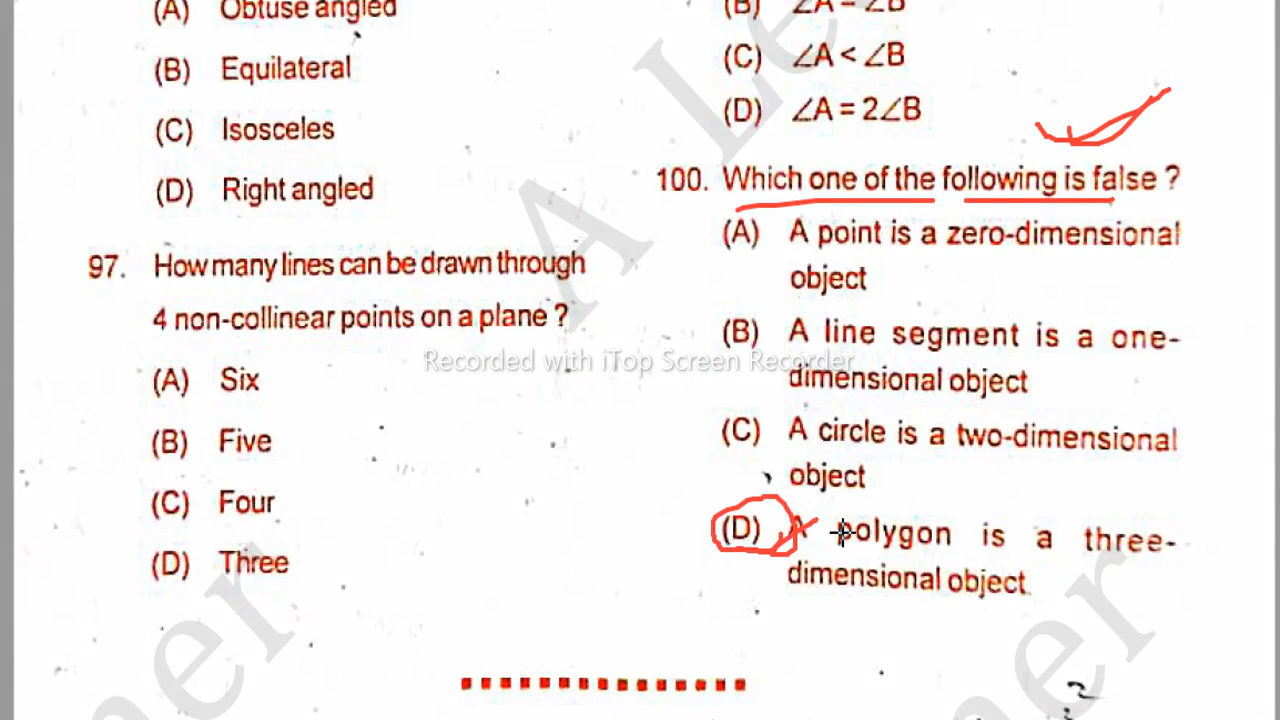 (A) Obtuse angled
(B) Equilateral
(C) Isosceles
(D) Right angled
97. How many lines can be drawn through
4 non-collinear points on a plane ?
(A) Six
(B) Five
(C) Four
(D) Three
(B) ∠A = ∠B
(C) ∠A < ∠B
(D) ∠A = 2∠B
100. Which one of the following is false ?
(A) A point is a zero-dimensional
object
(B) A line segment is a one-
dimensional object
(C) A circle is a two-dimensional
object
(D) A polygon is a three-
dimensional object
Recorded with iTop Screen Recorder
A Le
ner
ner